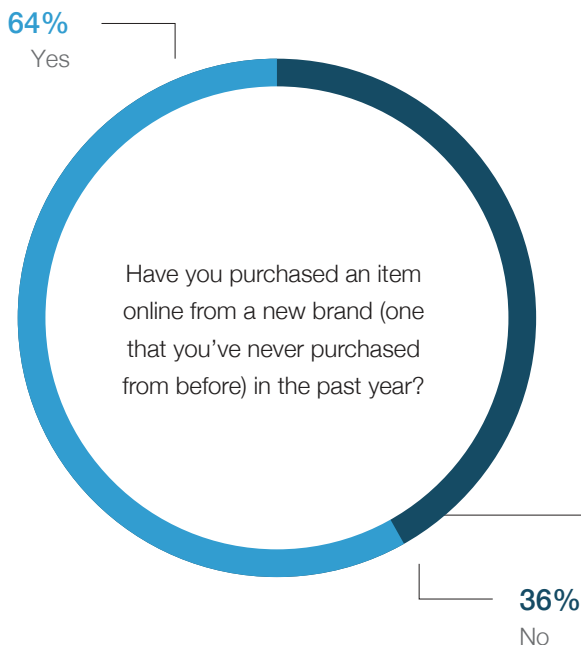 64%
Yes
Have you purchased an item
online from a new brand (one
that you’ve never purchased
from before) in the past year?
36%
No